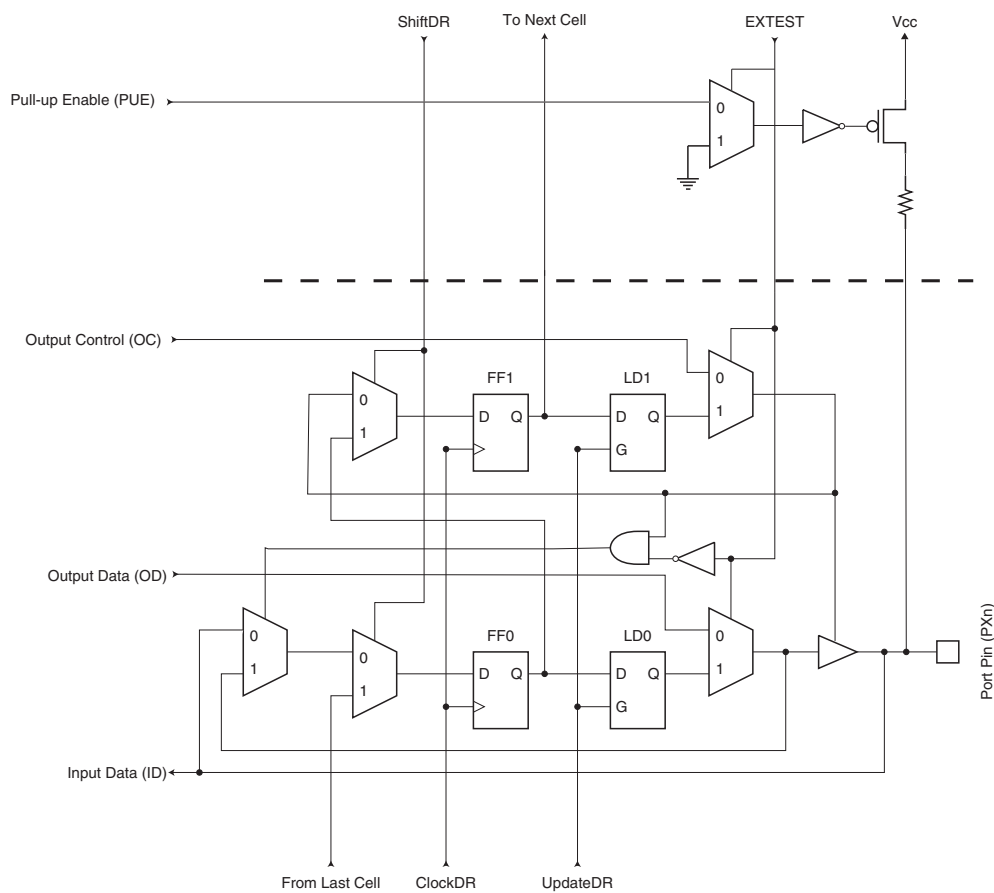 ShiftDR
To Next Cell
EXTEST
Vcc
Pull-up Enable (PUE)
0
1
Output Control (OC)
FF1
LD1
0
0
1
D Q
D Q
1
G
Output Data (OD)
FF0
LD0
0
0
0
1
D Q
D Q
1
1
G
Port Pin (PXn)
Input Data (ID)
From Last Cell
ClockDR
UpdateDR